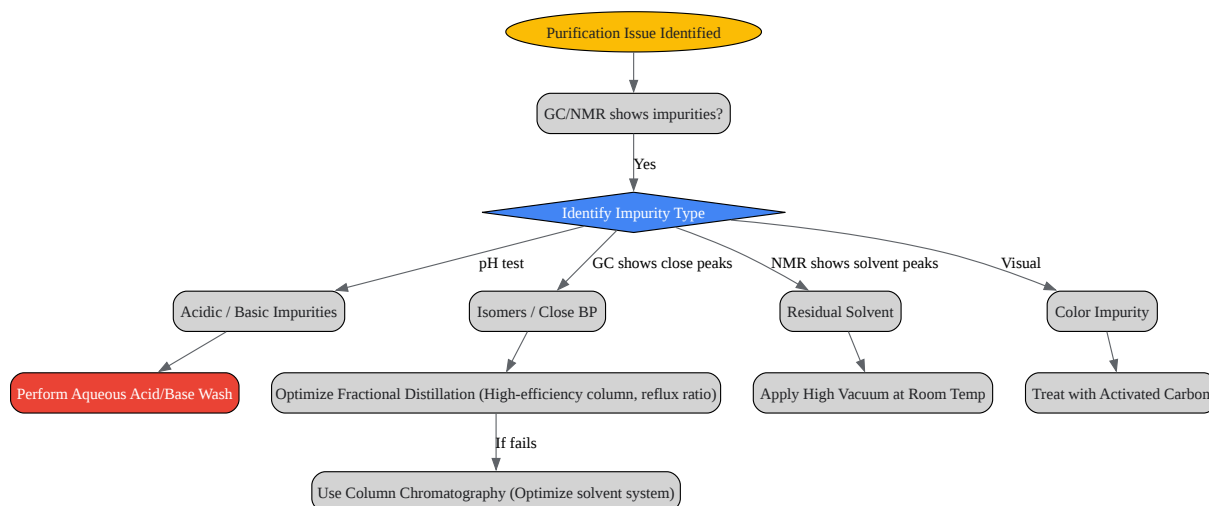 Purification Issue Identified
GC/NMR shows impurities?
Yes
Identify Impurity Type
pH test
GC shows close peaks
NMR shows solvent peaks
Visual
Acidic / Basic Impurities
Isomers / Close BP
Residual Solvent
Color Impurity
Perform Aqueous Acid/Base Wash
Optimize Fractional Distillation (High-efficiency column, reflux ratio)
Apply High Vacuum at Room Temp
Treat with Activated Carbon
If fails
Use Column Chromatography (Optimize solvent system)